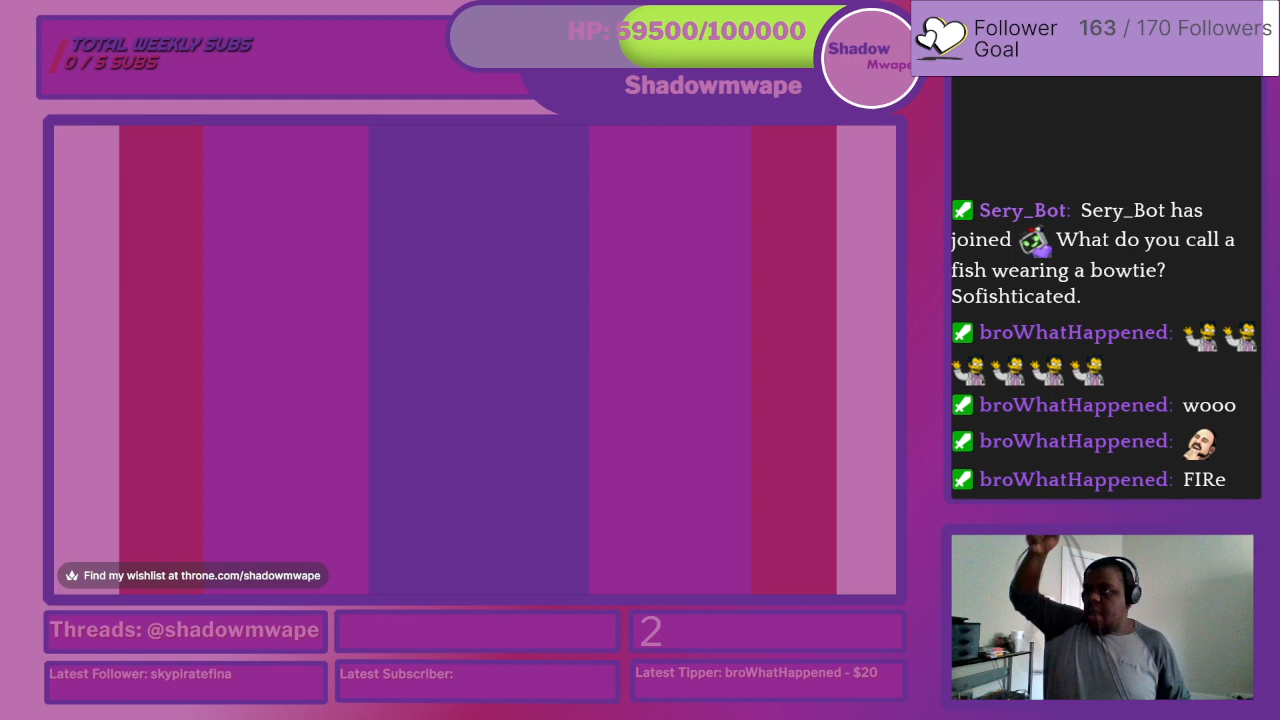 TOTAL WEEKLY SUBS
0 / 5 SUBS
HP: 59500/100000
Shadowmwape
Shadow
Mwape
Follower
Goal
163 / 170 Followers
Sery_Bot: Sery_Bot has
joined What do you call a
fish wearing a bowtie?
Sofishticated.
broWhatHappened:
broWhatHappened: wooo
broWhatHappened:
broWhatHappened: FIRe
Find my wishlist at throne.com/shadowmwape
Threads: @shadowmwape
2
Latest Follower: skypiratefina
Latest Subscriber:
Latest Tipper: broWhatHappened - $20